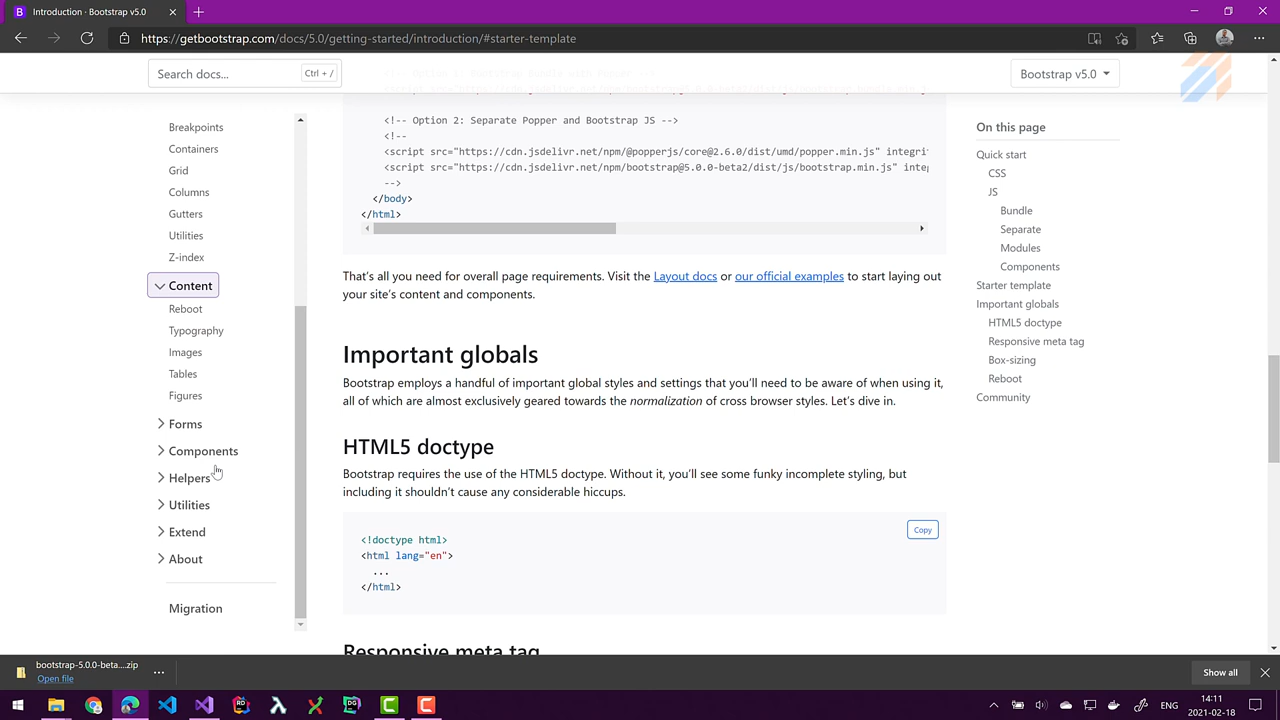 Introduction · Bootstrap v5.0
https://getbootstrap.com/docs/5.0/getting-started/introduction/#starter-template
Search docs...
Ctrl + /
Bootstrap v5.0
Breakpoints
Containers
Grid
Columns
Gutters
Utilities
Z-index
Content
Reboot
Typography
Images
Tables
Figures
Forms
Components
Helpers
Utilities
Extend
About
Migration
<!-- Option 2: Separate Popper and Bootstrap JS -->
<!--
<script src="https://cdn.jsdelivr.net/npm/@popperjs/core@2.6.0/dist/umd/popper.min.js" integrit
<script src="https://cdn.jsdelivr.net/npm/bootstrap@5.0.0-beta2/dist/js/bootstrap.min.js" integ
-->
</body>
</html>
That's all you need for overall page requirements. Visit the Layout docs or our official examples to start laying out
your site's content and components.
Important globals
Bootstrap employs a handful of important global styles and settings that you'll need to be aware of when using it,
all of which are almost exclusively geared towards the normalization of cross browser styles. Let's dive in.
HTML5 doctype
Bootstrap requires the use of the HTML5 doctype. Without it, you'll see some funky incomplete styling, but
including it shouldn't cause any considerable hiccups.
Copy
<!doctype html>
<html lang="en">
...
</html>
Responsive meta tag
On this page
Quick start
CSS
JS
Bundle
Separate
Modules
Components
Starter template
Important globals
HTML5 doctype
Responsive meta tag
Box-sizing
Reboot
Community
bootstrap-5.0.0-beta....zip
Open file
Show all
ENG
14:11
2021-02-18